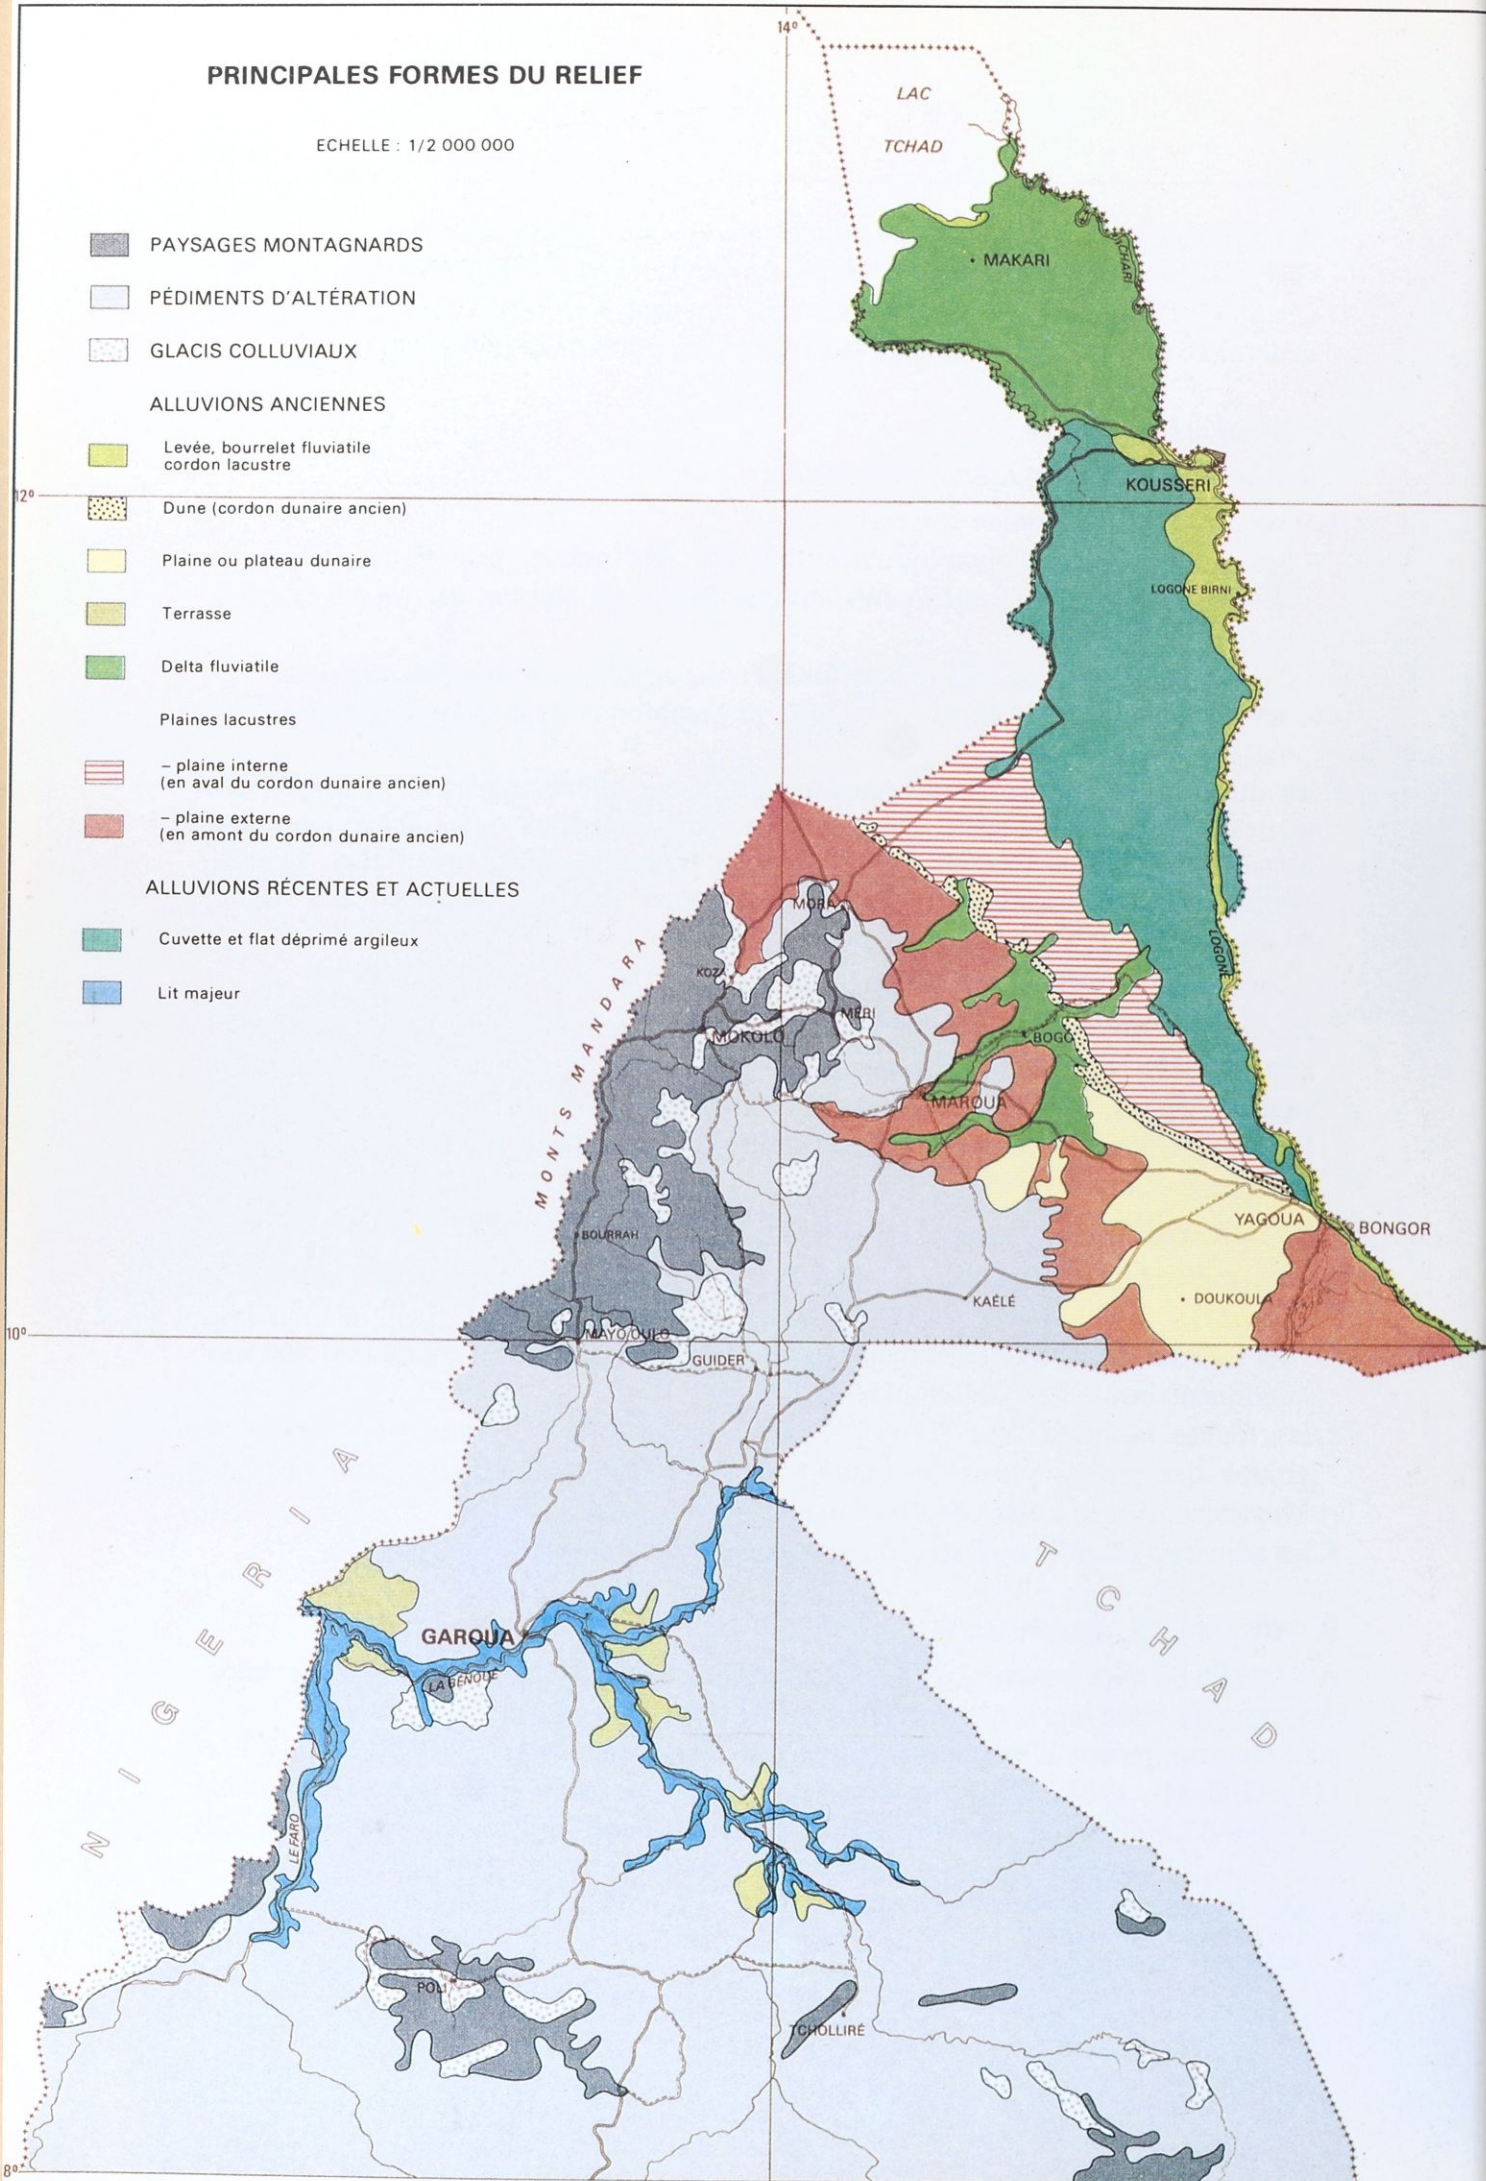 14°
PRINCIPALES FORMES DU RELIEF
ECHELLE : 1/2 000 000
PAYSAGES MONTAGNARDS
PÉDIMENTS D'ALTÉRATION
GLACIS COLLUVIAUX
ALLUVIONS ANCIENNES
Levée, bourrelet fluviatile
cordon lacustre
12°
Dune (cordon dunaire ancien)
Plaine ou plateau dunaire
Terrasse
Delta fluviatile
Plaines lacustres
– plaine interne
(en aval du cordon dunaire ancien)
– plaine externe
(en amont du cordon dunaire ancien)
ALLUVIONS RÉCENTES ET ACTUELLES
Cuvette et flat déprimé argileux
Lit majeur
LAC
TCHAD
MAKARI
CHARI
KOUSSERI
LOGONE BIRNI
LOGONE
MORA
KOZA
MÉRI
MOKOLO
BOGO
MAROUA
MONTS MANDARA
BOURRAH
YAGOUA
BONGOR
KAÉLÉ
DOUKOULA
10°
MAYO/OULO
GUIDER
NIGERIA
TCHAD
GAROUA
LA BÉNOUÉ
LE FARO
POLI
TCHOLLIRÉ
8°